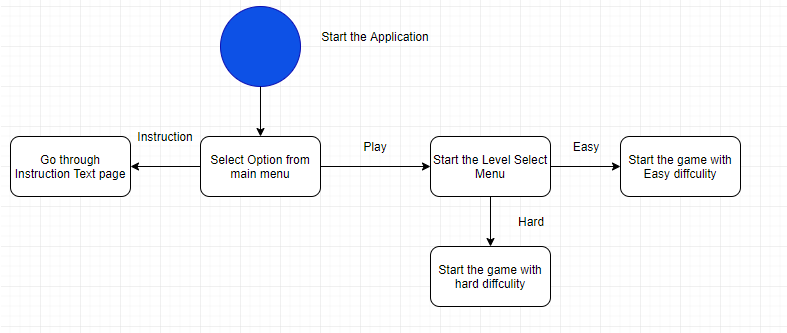 Start the Application
Instruction
Play
Easy
Go through
Instruction Text page
Select Option from
main menu
Start the Level Select
Menu
Start the game with
Easy diffculity
Hard
Start the game with
hard diffculity